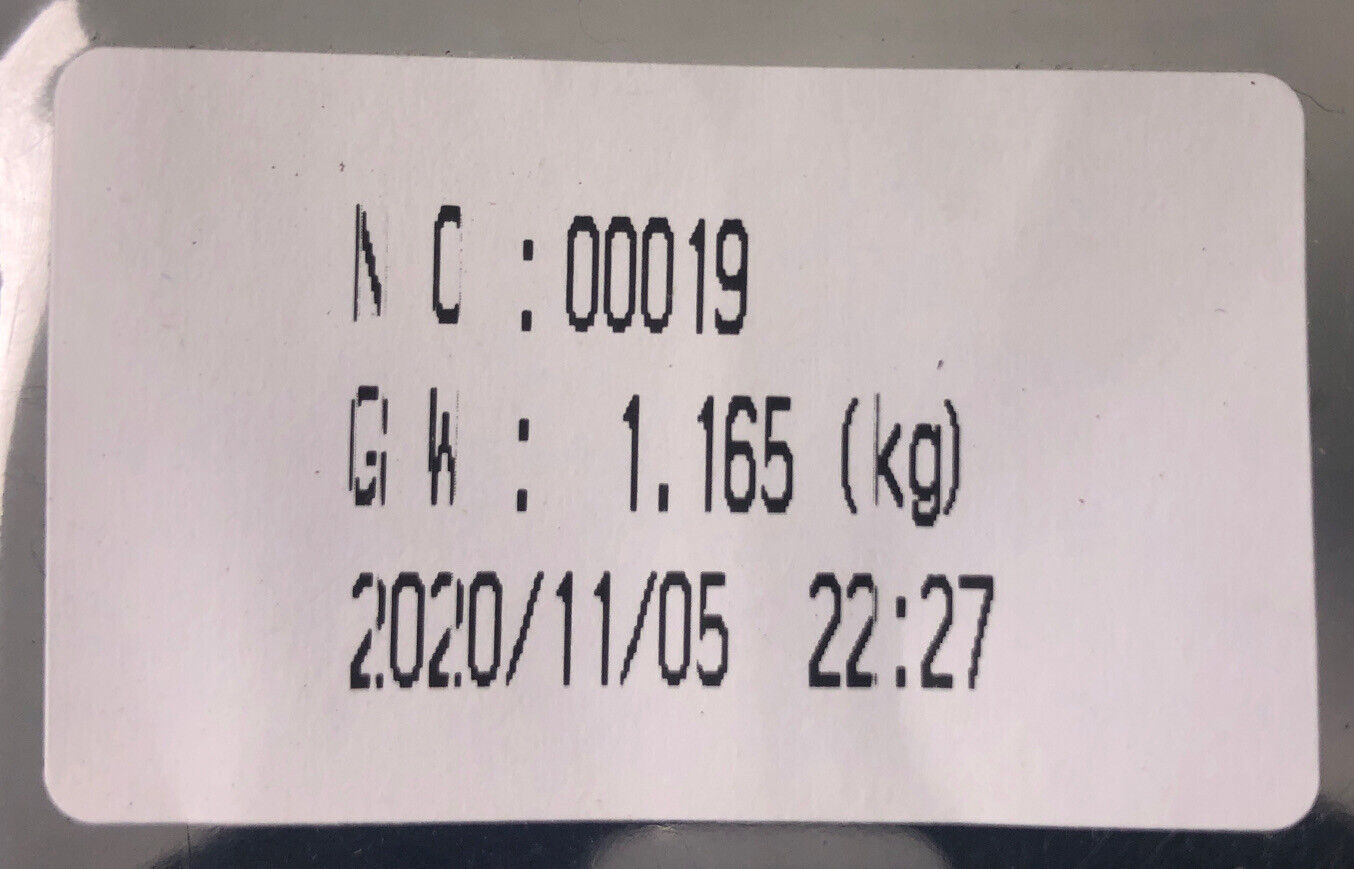 N O : 00019
G W : 1.165 (kg)
2020/11/05 22:27